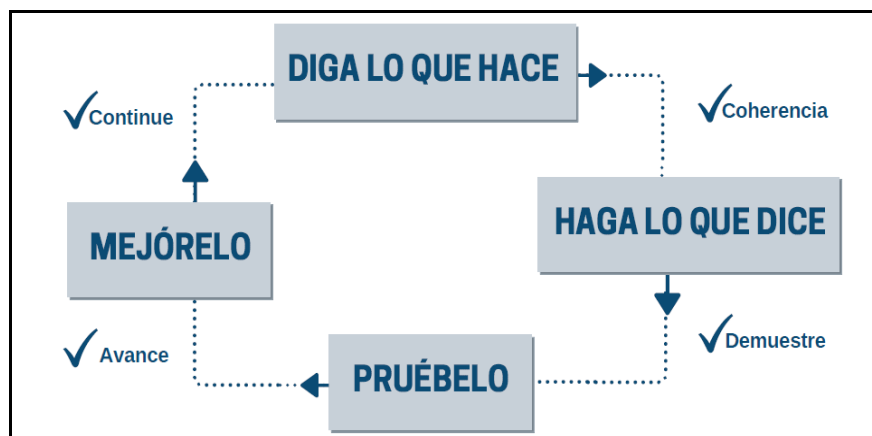 DIGA LO QUE HACE
Continue
Coherencia
HAGA LO QUE DICE
MEJÓRELO
Avance
Demuestre
PRUÉBELO